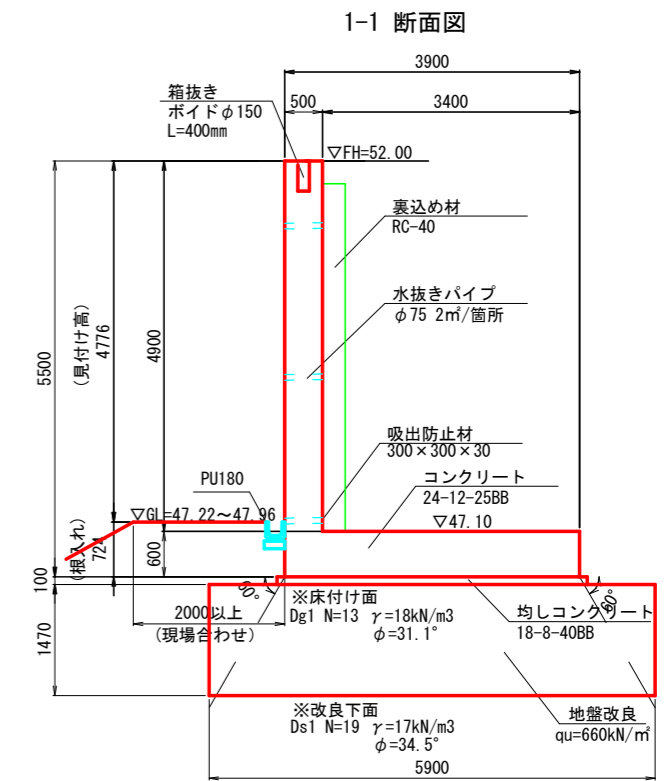 1-1 断面図
3900
500
3400
箱抜き
ボイドφ150
L=400mm
▽FH=52.00
裏込め材
RC-40
水抜きパイプ
φ75 2㎡/箇所
5500
(見付け高)
4776
4900
吸出防止材
300×300×30
PU180
コンクリート
24-12-25BB
▽GL=47.22~47.96
▽47.10
(根入れ)
724
600
100
60°
60°
※床付け面
Dg1 N=13 γ=18kN/m3
φ=31.1°
2000以上
(現場合わせ)
均しコンクリート
18-8-40BB
1470
※改良下面
Ds1 N=19 γ=17kN/m3
φ=34.5°
地盤改良
qu=660kN/㎡
5900